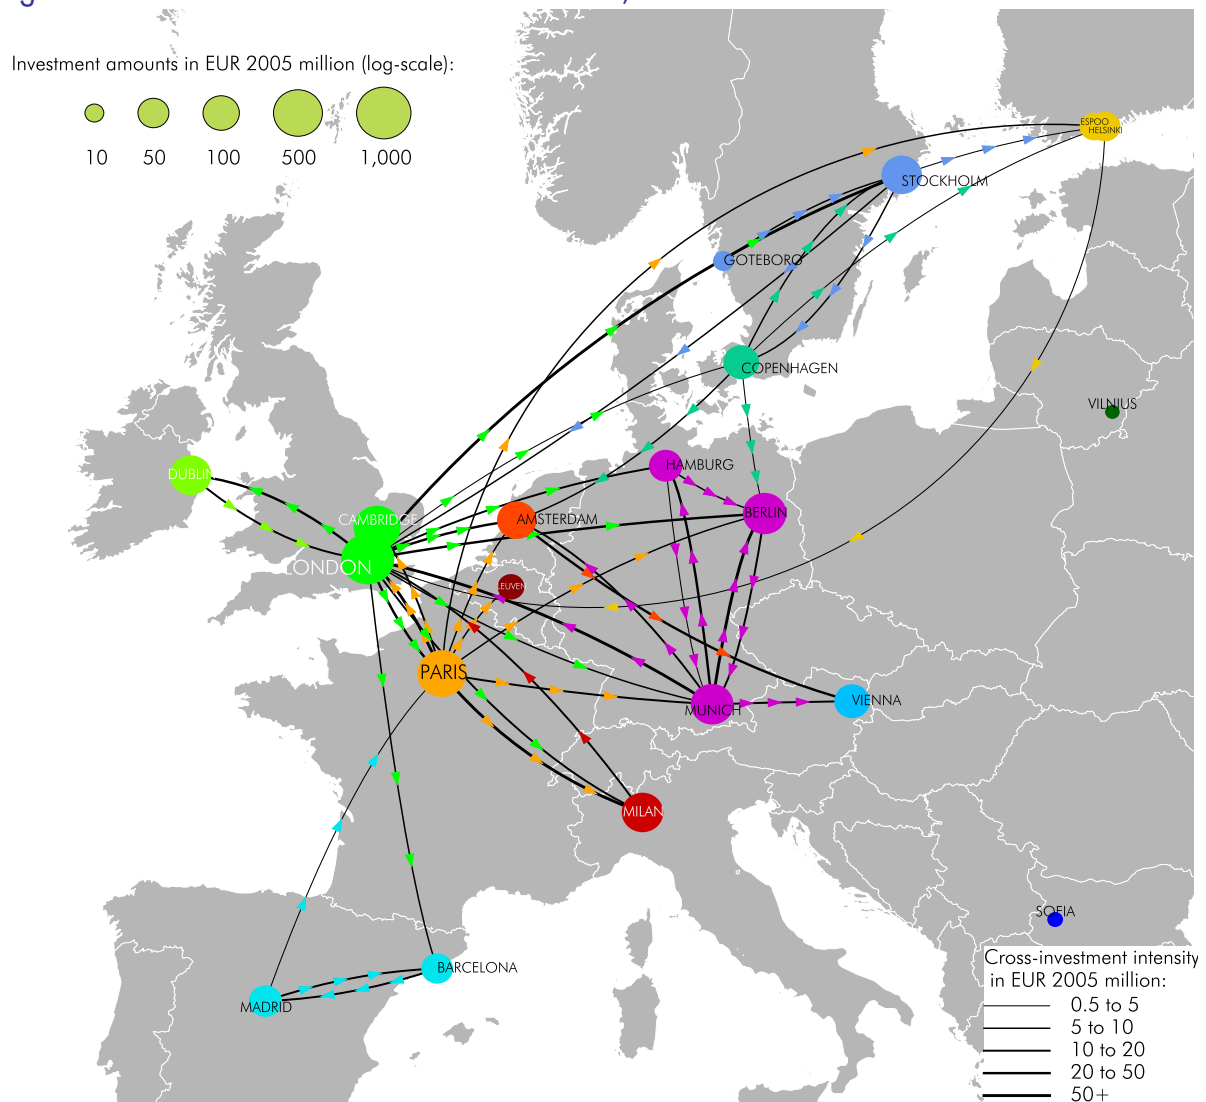 Investment amounts in EUR 2005 million (log-scale):
10 50 100 500 1,000
ESPOO
HELSINKI
STOCKHOLM
GOTEBORG
COPENHAGEN
VILNIUS
HAMBURG
DUBLIN
BERLIN
CAMBRIDGE
AMSTERDAM
LONDON
LEUVEN
PARIS
VIENNA
MUNICH
MILAN
SOFIA
BARCELONA
MADRID
Cross-investment intensity
in EUR 2005 million:
0.5 to 5
5 to 10
10 to 20
20 to 50
50+